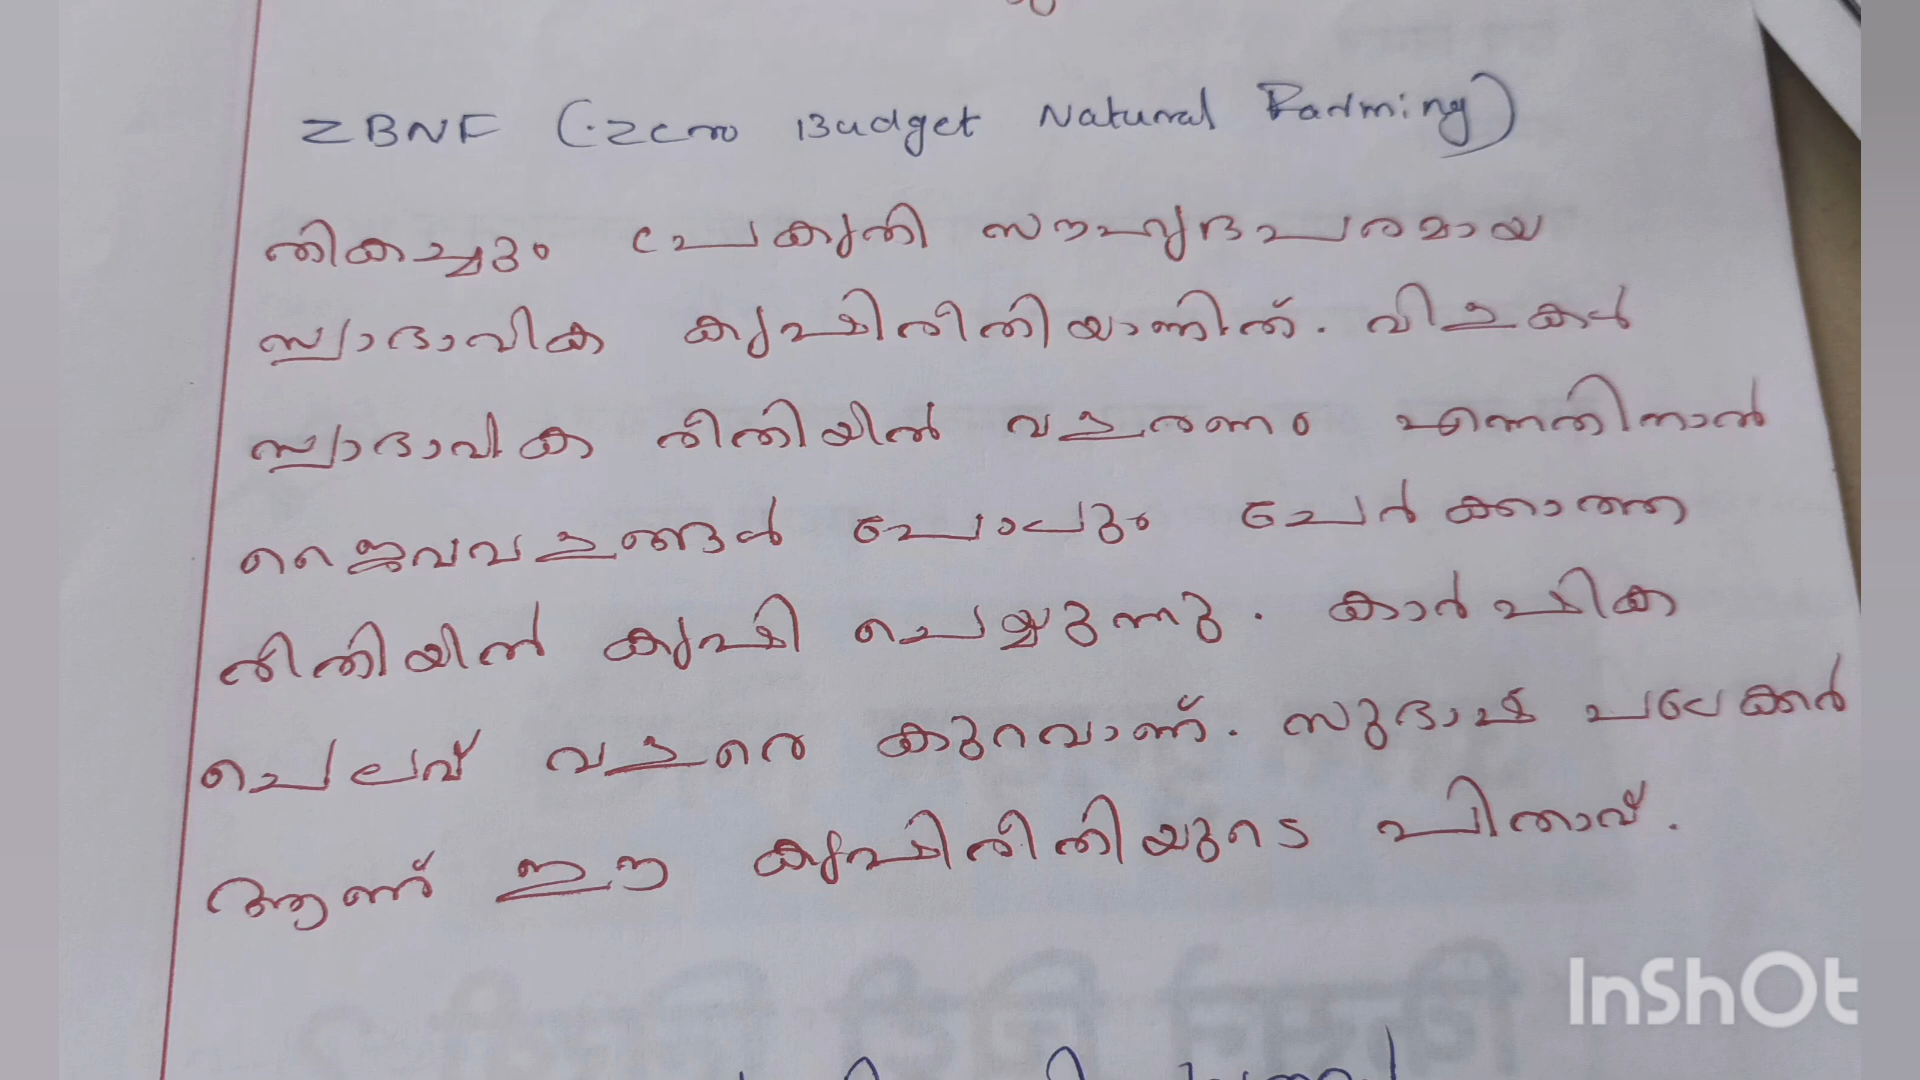 ZBNF (Zero Budget Natural Farming)
തികച്ചും പ്രകൃതി സൗഹൃദപരമായ
സ്വാഭാവിക കൃഷിരീതിയാണിത്. വിളകൾ
സ്വാഭാവിക രീതിയിൽ വളരണം എന്നതിനാൽ
ജൈവവളങ്ങൾ പോലും ചേർക്കാത്ത
രീതിയിൽ കൃഷി ചെയ്യുന്നു. കാർഷിക
ചെലവ് വളരെ കുറവാണ്. സുഭാഷ് പലേക്കർ
ആണ് ഈ കൃഷിരീതിയുടെ പിതാവ്.
InShOt